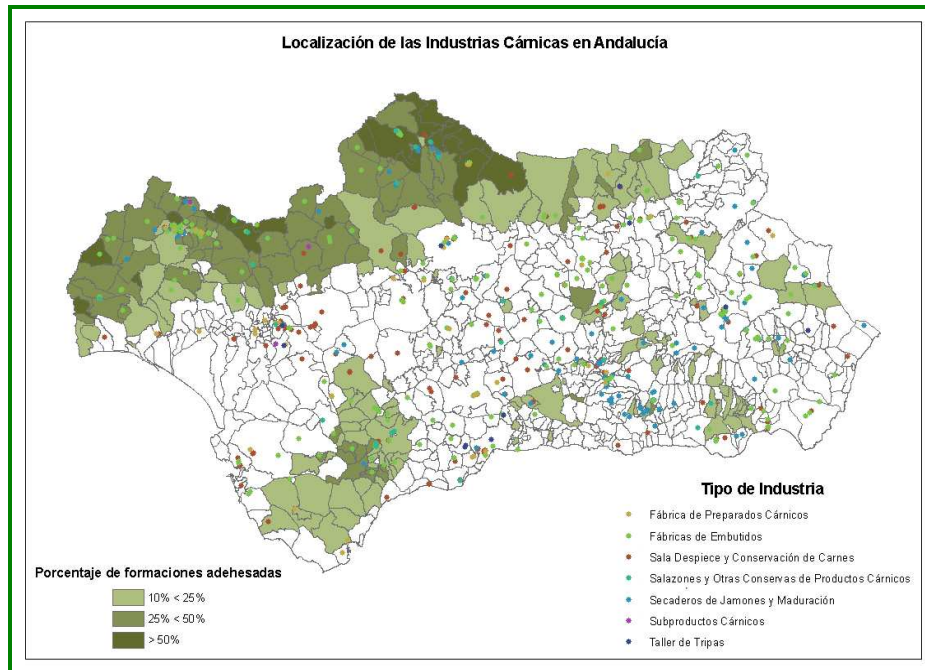 Localización de las Industrias Cárnicas en Andalucía
Tipo de Industria
Fábrica de Preparados Cárnicos
Fábricas de Embutidos
Sala Despiece y Conservación de Carnes
Salazones y Otras Conservas de Productos Cárnicos
Secaderos de Jamones y Maduración
Subproductos Cárnicos
Taller de Tripas
Porcentaje de formaciones adehesadas
10% < 25%
25% < 50%
> 50%